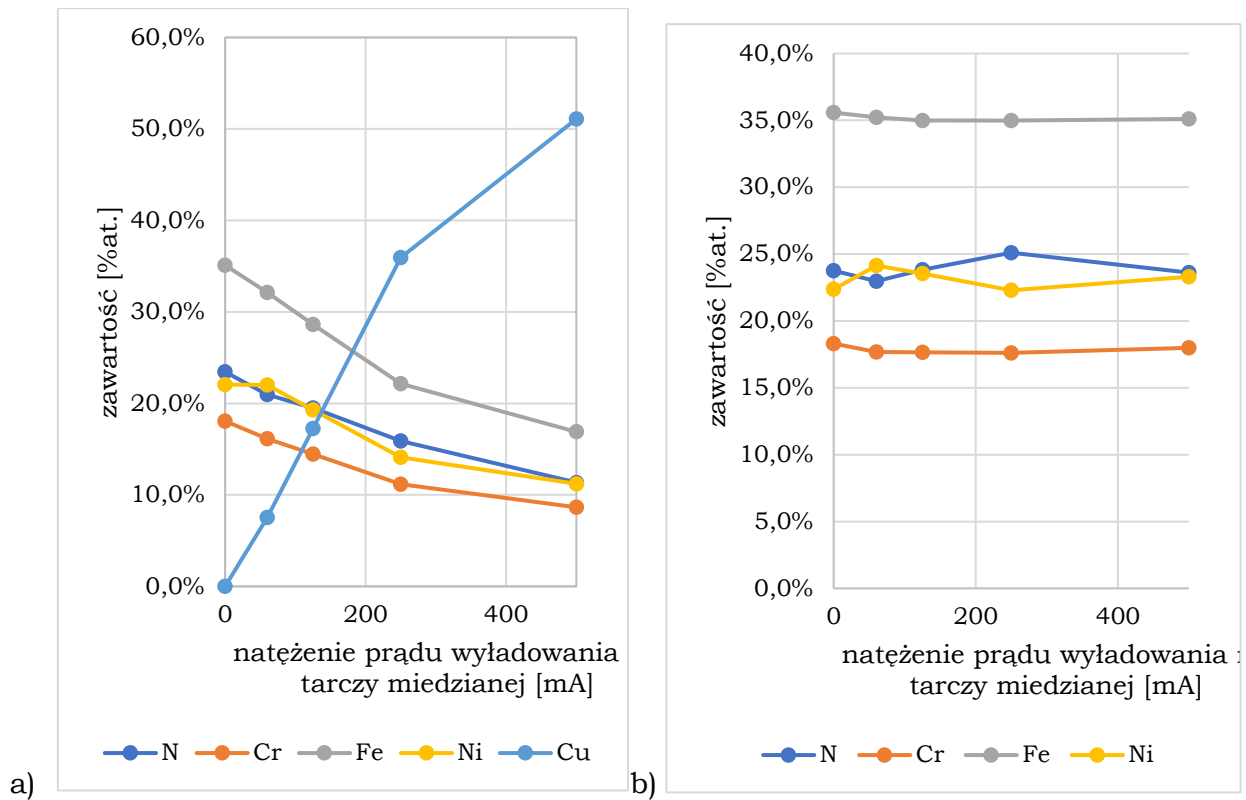 60,0%
50,0%
40,0%
30,0%
20,0%
10,0%
0,0%
0 200 400
zawartość [%at.]
natężenie prądu wyładowania
tarczy miedzianej [mA]
N Cr Fe Ni Cu
a)
40,0%
35,0%
30,0%
25,0%
20,0%
15,0%
10,0%
5,0%
0,0%
0 200 400
zawartość [%at.]
natężenie prądu wyładowania
tarczy miedzianej [mA]
N Cr Fe Ni
b)